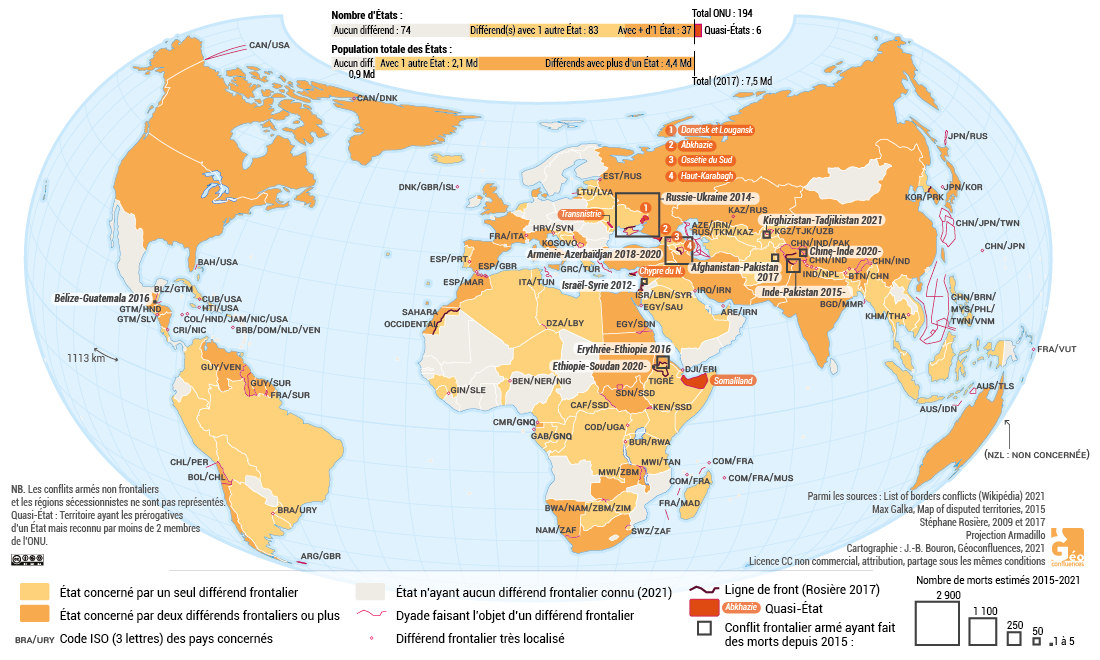 Nombre d'États :
Total ONU : 194
Aucun différend : 74
Différend(s) avec 1 autre État : 83
Avec + d'1 État : 37
Quasi-États : 6
Population totale des États :
Aucun diff.
0,9 Md
Avec 1 autre État : 2,1 Md
Différends avec plus d'un État : 4,4 Md
Total (2017) : 7,5 Md
CAN/USA
CAN/DNK
1 Donetsk et Lougansk
2 Abkhazie
3 Ossétie du Sud
4 Haut-Karabagh
JPN/RUS
DNK/GBR/ISL
EST/RUS
LTU/LVA
Russie-Ukraine 2014-
KOR/PRK
JPN/KOR
1
Transnistrie
KAZ/RUS
Kirghizistan-Tadjikistan 2021
CHN/JPN/TWN
HRV/SVN
2
AZE/IRN/
RUS/TKM/KAZ
KGZ/TJK/UZB
FRA/ITA
KOSOVO
3
4
CHN/IND/PAK
CHN/JPN
Arménie-Azerbaïdjan 2018-2020
Chine-Inde 2020-
ESP/PRT
ESP/GBR
GRC/TUR
Chypre du N.
Afghanistan-Pakistan
2017
CHN/IND
CHN/IND
BAH/USA
ESP/MAR
ITA/TUN
Israël-Syrie 2012-
IND/NPL
BTN/CHN
BLZ/GTM
ISR/LBN/SYR
IRQ/IRN
Inde-Pakistan 2015-
Bélize-Guatemala 2016
CUB/USA
EGY/SAU
BGD/MMR
CHN/BRN/
MYS/PHL/
TWN/VNM
GTM/HND
HTI/USA
SAHARA
OCCIDENTAL
ARE/IRN
GTM/SLV
COL/HND/JAM/NIC/USA
DZA/LBY
EGY/SDN
KHM/THA
CRI/NIC
BRB/DOM/NLD/VEN
1113 km
Erythrée-Ethiopie 2016
FRA/VUT
GUY/VEN
Ethiopie-Soudan 2020-
DJI/ERI
GUY/SUR
BEN/NER/NIG
TIGRÉ
Somaliland
FRA/SUR
GIN/SLE
SDN/SSD
AUS/TLS
CAF/SSD
KEN/SSD
AUS/IDN
CMR/GNQ
COD/UGA
GAB/GNQ
BUR/RWA
(NZL : NON CONCERNÉE)
CHL/PER
MWI/TAN
COM/FRA
BOL/CHL
MWI/ZBM
COM/FRA
COM/FRA/MUS
BRA/URY
BWA/NAM/ZBM/ZIM
FRA/MAD
NAM/ZAF
SWZ/ZAF
ARG/GBR
NB. Les conflits armés non frontaliers
et les régions sécessionnistes ne sont pas représentés.
Quasi-État : Territoire ayant les prérogatives
d'un État mais reconnu par moins de 2 membres
de l'ONU.
Parmi les sources : List of borders conflicts (Wikipédia) 2021
Max Galka, Map of disputed territories, 2015
Stéphane Rosière, 2009 et 2017
Projection Armadillo
Cartographie : J.-B. Bouron, Géoconfluences, 2021
Licence CC non commercial, attribution, partage sous les mêmes conditions
Géo
confluences
État concerné par un seul différend frontalier
État concerné par deux différends frontaliers ou plus
BRA/URY Code ISO (3 lettres) des pays concernés
État n'ayant aucun différend frontalier connu (2021)
Dyade faisant l'objet d'un différend frontalier
Différend frontalier très localisé
Ligne de front (Rosière 2017)
Abkhazie Quasi-État
Conflit frontalier armé ayant fait
des morts depuis 2015 :
Nombre de morts estimés 2015-2021
2 900
1 100
250
50
1 à 5